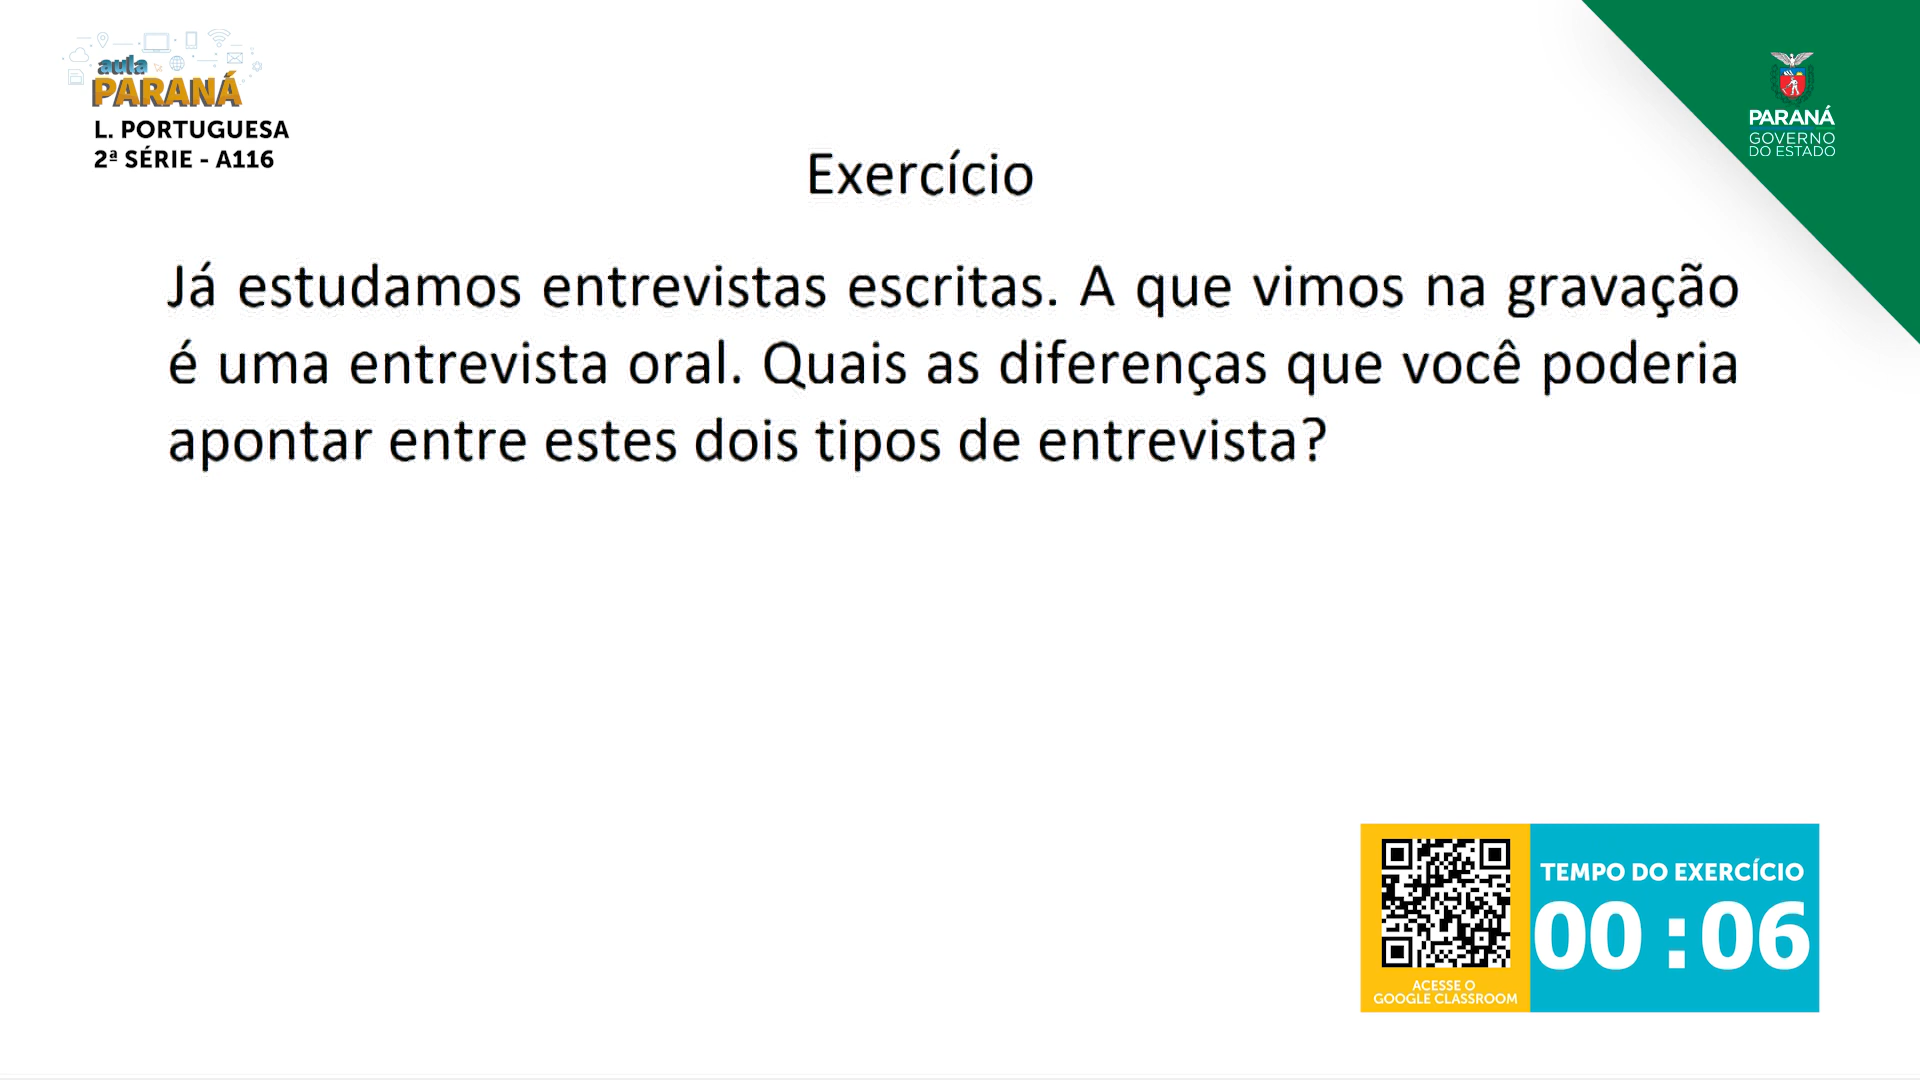 aula
PARANÁ
L. PORTUGUESA
2ª SÉRIE - A116
PARANÁ
GOVERNO
DO ESTADO
Exercício
Já estudamos entrevistas escritas. A que vimos na gravação
é uma entrevista oral. Quais as diferenças que você poderia
apontar entre estes dois tipos de entrevista?
TEMPO DO EXERCÍCIO
00 : 06
ACESSE O
GOOGLE CLASSROOM